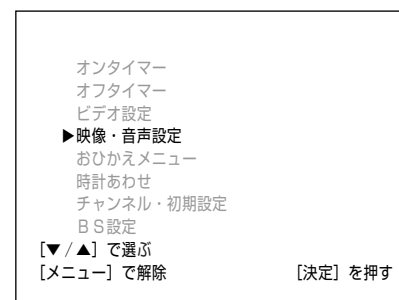 オンタイマー
オフタイマー
ビデオ設定
▶映像・音声設定
おひかえメニュー
時計あわせ
チャンネル・初期設定
ＢＳ設定
［▼／▲］で選ぶ
［メニュー］で解除　［決定］を押す